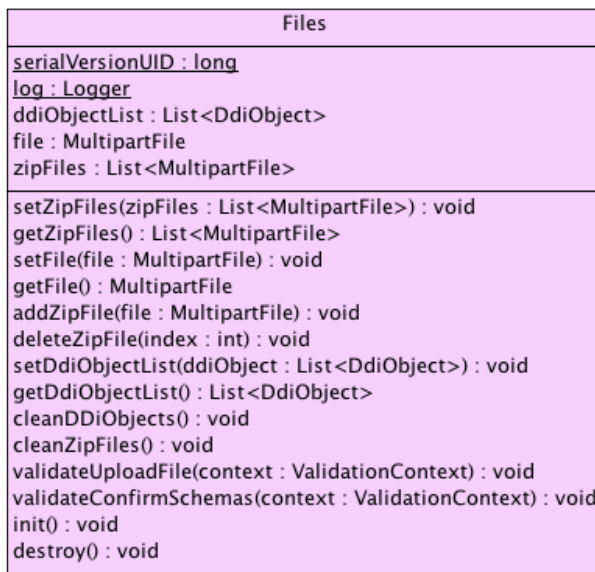 Files
serialVersionUID : long
log : Logger
ddiObjectList : List<DdiObject>
file : MultipartFile
zipFiles : List<MultipartFile>
setZipFiles(zipFiles : List<MultipartFile>) : void
getZipFiles() : List<MultipartFile>
setFile(file : MultipartFile) : void
getFile() : MultipartFile
addZipFile(file : MultipartFile) : void
deleteZipFile(index : int) : void
setDdiObjectList(ddiObject : List<DdiObject>) : void
getDdiObjectList() : List<DdiObject>
cleanDDiObjects() : void
cleanZipFiles() : void
validateUploadFile(context : ValidationContext) : void
validateConfirmSchemas(context : ValidationContext) : void
init() : void
destroy() : void